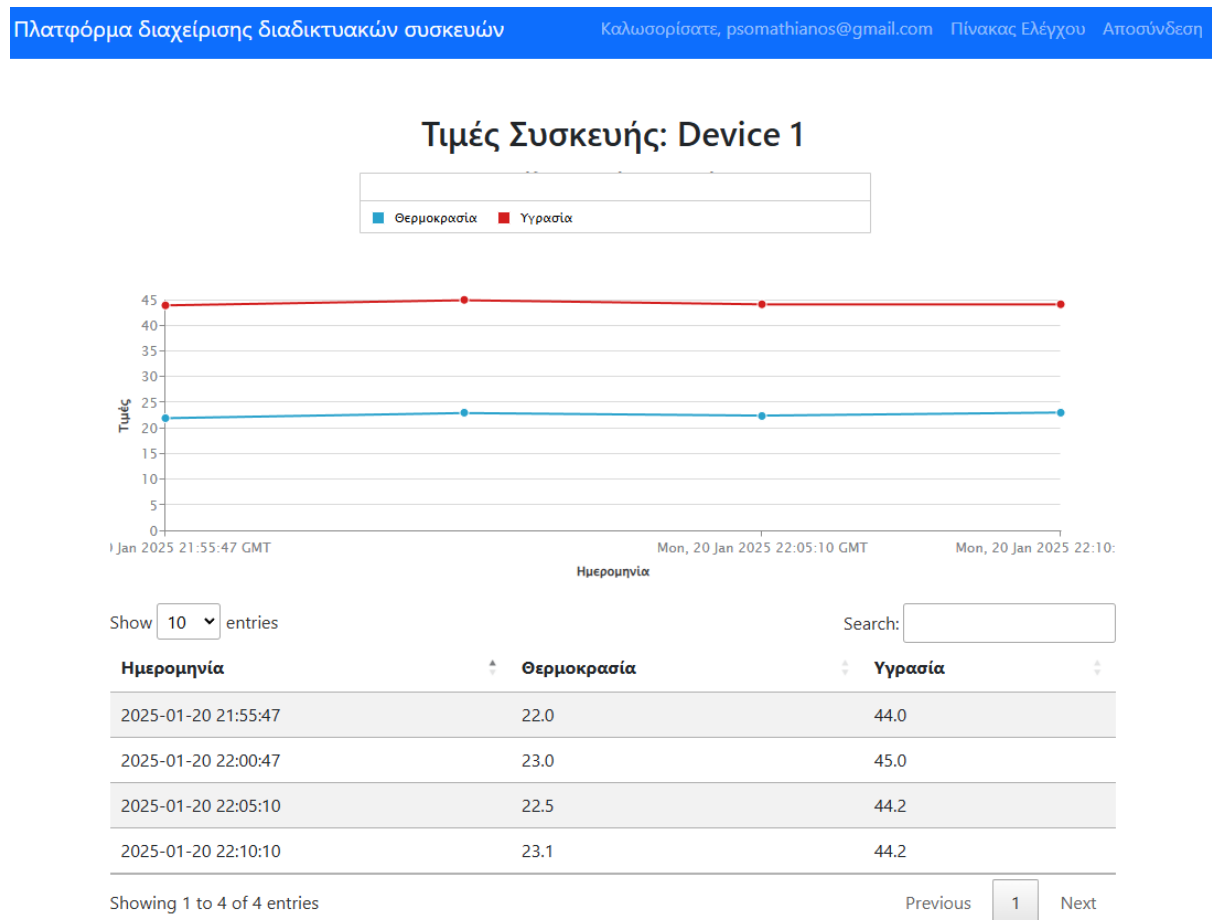 Πλατφόρμα διαχείρισης διαδικτυακών συσκευών Καλωσορίσατε, psomathianos@gmail.com Πίνακας Ελέγχου Αποσύνδεση
Τιμές Συσκευής: Device 1
Θερμοκρασία Υγρασία
45
40
35
30
25
20
15
10
5
0
Τιμές
Jan 2025 21:55:47 GMT Mon, 20 Jan 2025 22:05:10 GMT Mon, 20 Jan 2025 22:10:
Ημερομηνία
Show 10 entries Search:
Ημερομηνία Θερμοκρασία Υγρασία
2025-01-20 21:55:47 22.0 44.0
2025-01-20 22:00:47 23.0 45.0
2025-01-20 22:05:10 22.5 44.2
2025-01-20 22:10:10 23.1 44.2
Showing 1 to 4 of 4 entries Previous 1 Next